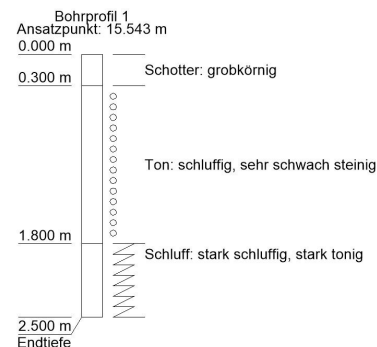 Bohrprofil 1
Ansatzpunkt: 15.543 m
0.000 m
Schotter: grobkörnig
0.300 m
Ton: schluffig, sehr schwach steinig
1.800 m
Schluff: stark schluffig, stark tonig
2.500 m
Endtiefe